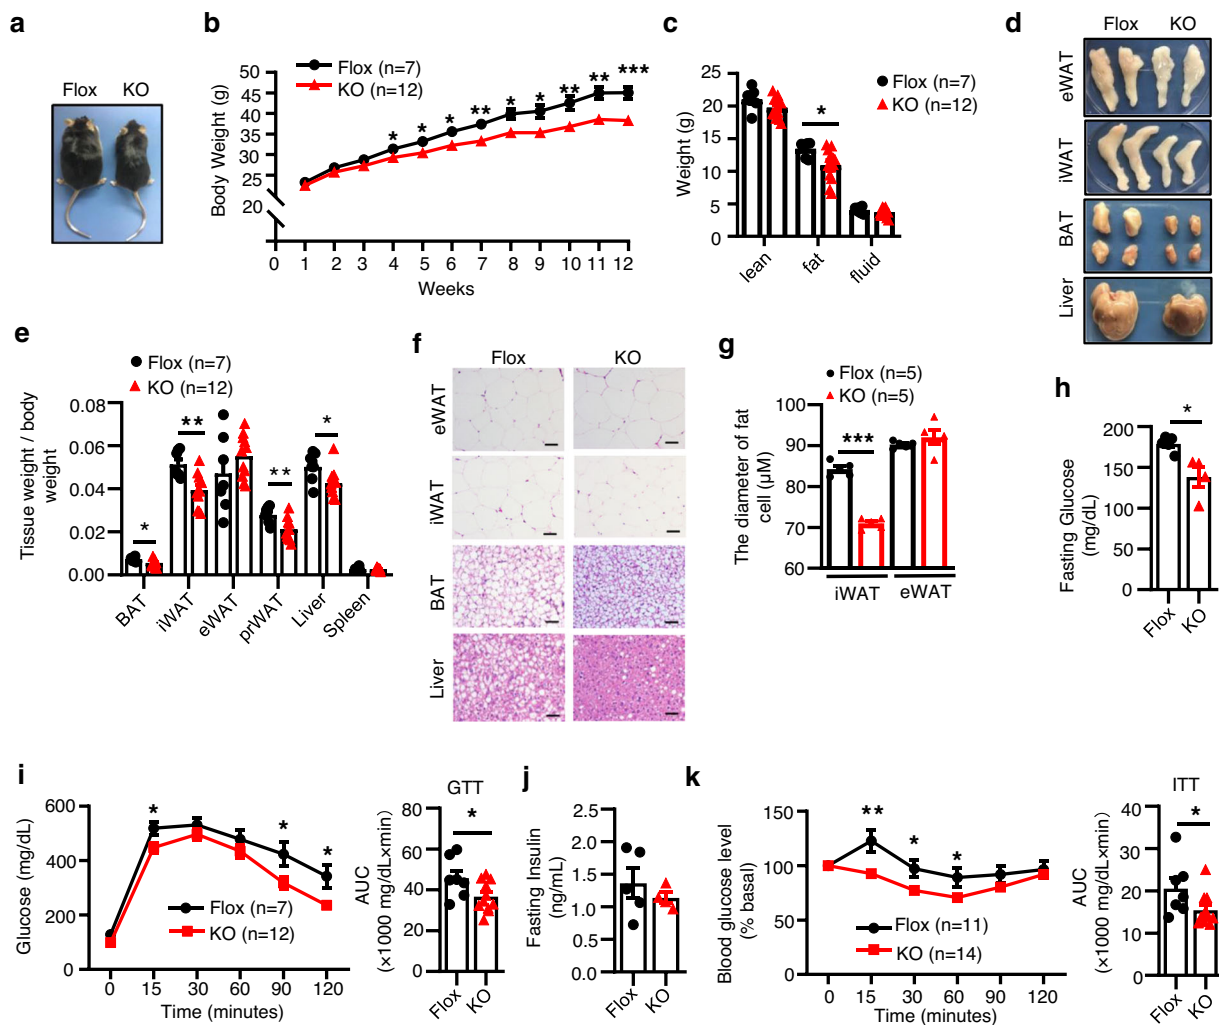 a
Flox KO
b
Body Weight (g)
50
45
40
35
30
25
20
Flox (n=7)
KO (n=12)
* * * ** * * ** ** ***
0 1 2 3 4 5 6 7 8 9 10 11 12
Weeks
c
Weight (g)
25
20
15
10
5
0
Flox (n=7)
KO (n=12)
*
lean fat fluid
d
Flox KO
eWAT
iWAT
BAT
Liver
e
Flox (n=7)
KO (n=12)
Tissue weight / body
weight
0.08
0.06
0.04
0.02
0.00
* ** ** *
BAT iWAT eWAT prWAT Liver Spleen
f
Flox KO
eWAT
iWAT
BAT
Liver
g
Flox (n=5)
KO (n=5)
The diameter of fat
cell (μM)
100
90
80
70
60
***
iWAT eWAT
h
Fasting Glucose
(mg/dL)
200
150
100
150
0
*
Flox KO
i
Glucose (mg/dL)
600
400
200
0
* * *
Flox (n=7)
KO (n=12)
0 15 30 60 90 120
Time (minutes)
GTT
AUC
(×1000 mg/dL×min)
80
60
40
20
0
*
Flox KO
j
Fasting Insulin
(ng/mL)
2.5
2.0
1.5
1.0
0.5
0.0
Flox KO
k
Blood glucose level
(% basal)
150
100
50
0
** * *
Flox (n=11)
KO (n=14)
0 15 30 60 90 120
Time (minutes)
ITT
AUC
(×1000 mg/dL×min)
40
30
20
10
0
*
Flox KO